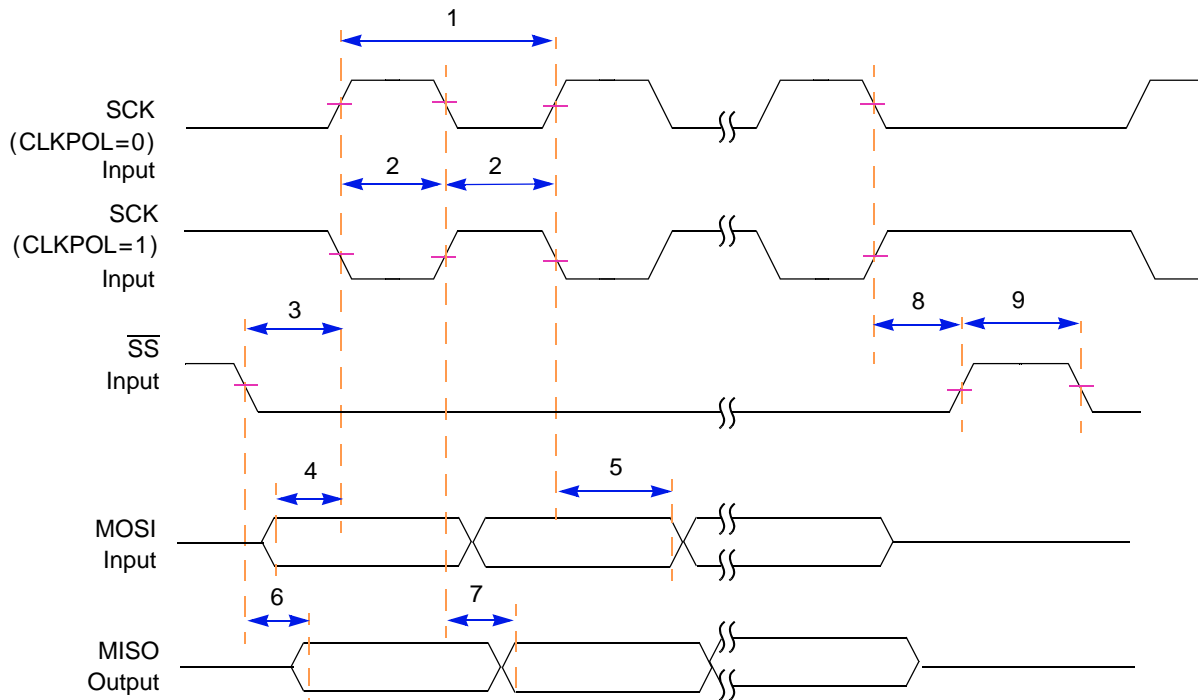 1
SCK
(CLKPOL=0)
Input
2
2
SCK
(CLKPOL=1)
Input
3
8
9
SS
Input
4
5
MOSI
Input
6
7
MISO
Output